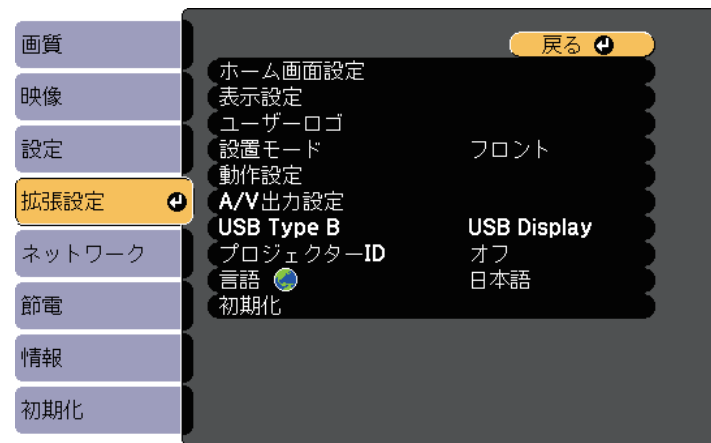 画質
映像
設定
拡張設定
ネットワーク
節電
情報
初期化
戻る
ホーム画面設定
表示設定
ユーザーロゴ
設置モード フロント
動作設定
A/V出力設定
USB Type B USB Display
プロジェクターID オフ
言語 日本語
初期化